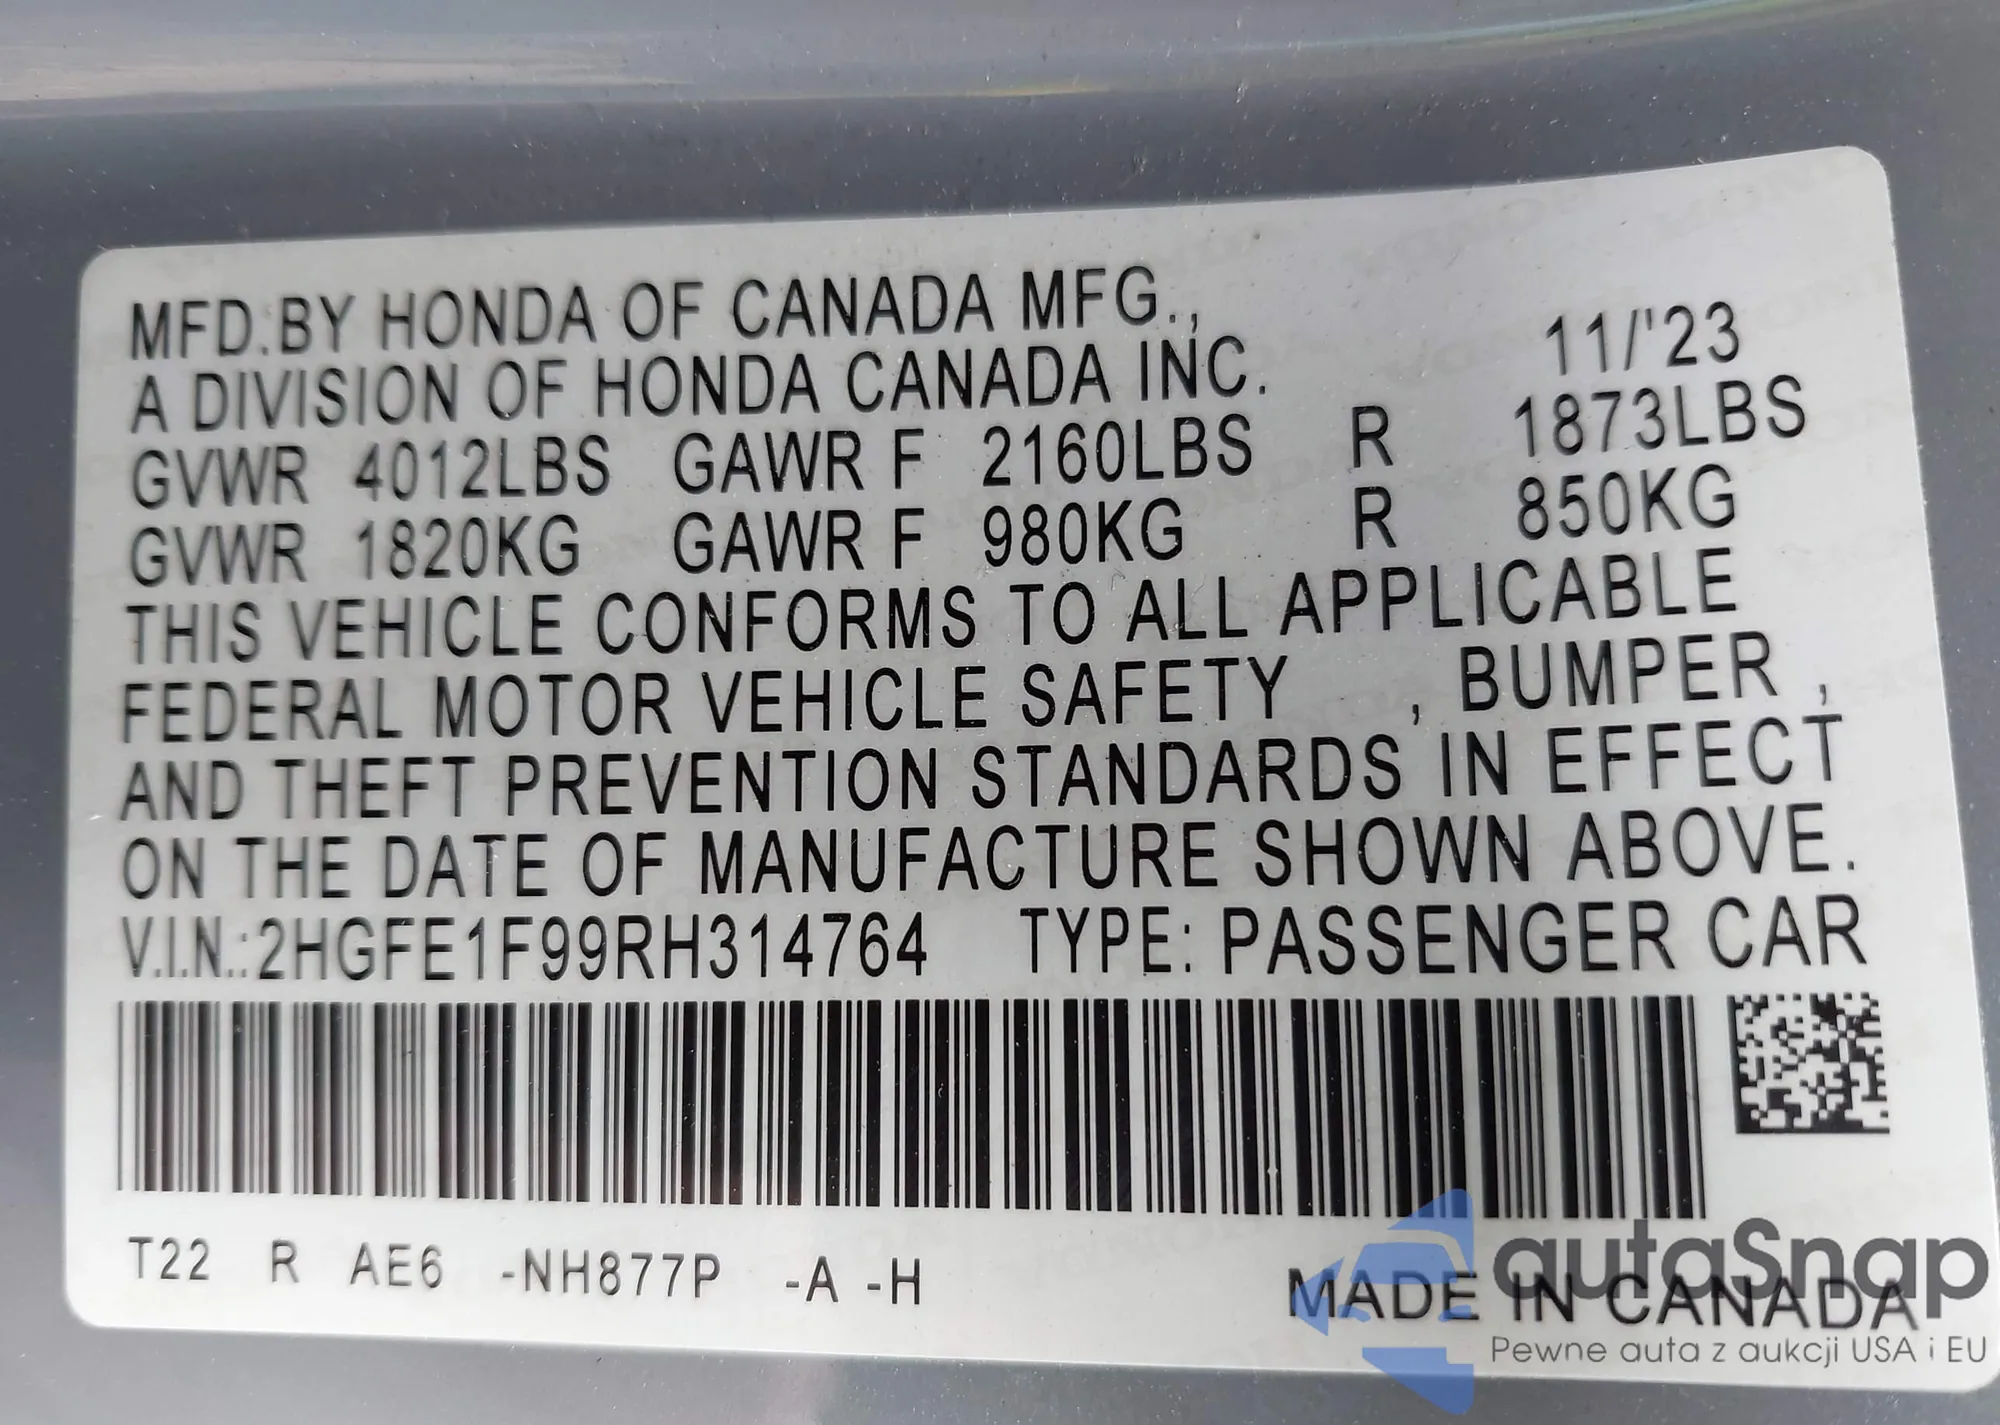 MFD.BY HONDA OF CANADA MFG.,
A DIVISION OF HONDA CANADA INC. 11/'23
GVWR 4012LBS GAWR F 2160LBS R 1873LBS
GVWR 1820KG GAWR F 980KG R 850KG
THIS VEHICLE CONFORMS TO ALL APPLICABLE
FEDERAL MOTOR VEHICLE SAFETY , BUMPER ,
AND THEFT PREVENTION STANDARDS IN EFFECT
ON THE DATE OF MANUFACTURE SHOWN ABOVE.
V.I.N.:2HGFE1F99RH314764 TYPE: PASSENGER CAR
T22 R AE6 -NH877P -A -H
MADE IN CANADA
autoSnap
Pewne auta z aukcji USA i EU